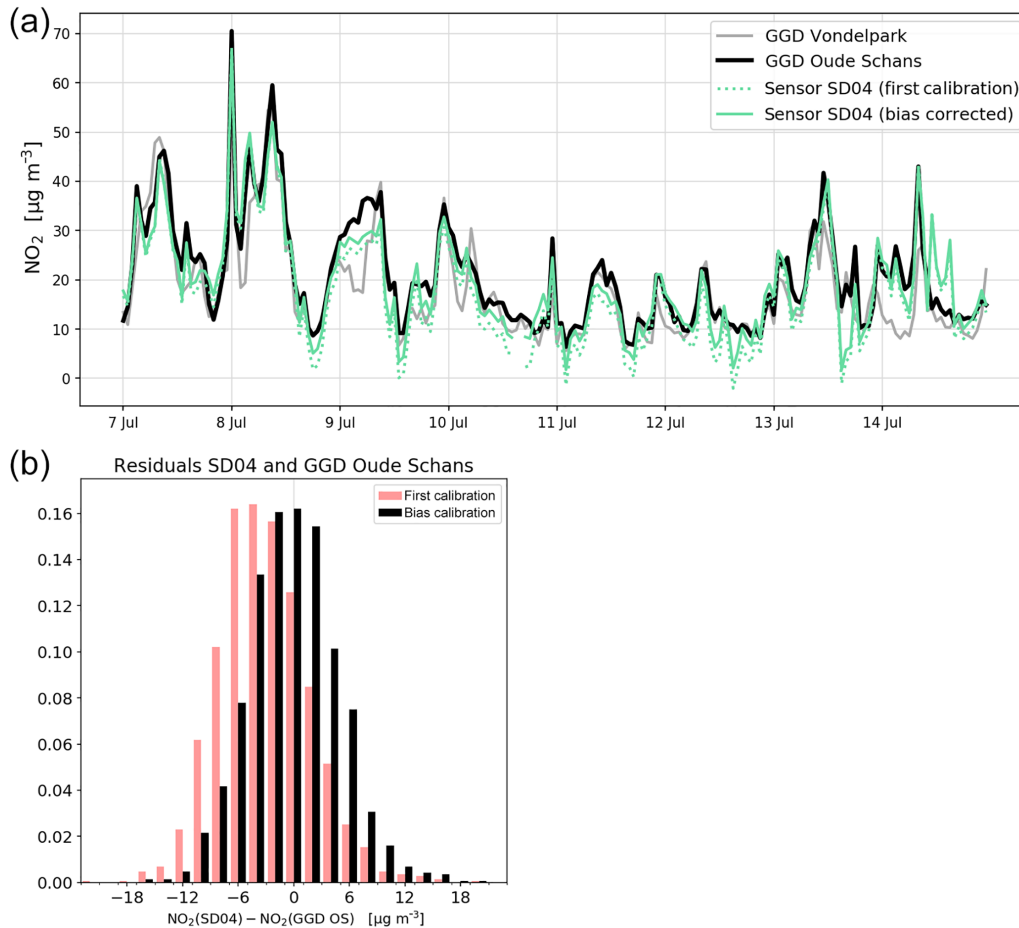 (a)
70
60
50
40
30
20
10
0
NO₂ [µg m⁻³]
GGD Vondelpark
GGD Oude Schans
Sensor SD04 (first calibration)
Sensor SD04 (bias corrected)
7 Jul
8 Jul
9 Jul
10 Jul
11 Jul
12 Jul
13 Jul
14 Jul
(b)
Residuals SD04 and GGD Oude Schans
First calibration
Bias calibration
0.16
0.14
0.12
0.10
0.08
0.06
0.04
0.02
0.00
−18
−12
−6
0
6
12
18
NO₂(SD04) − NO₂(GGD OS) [µg m⁻³]